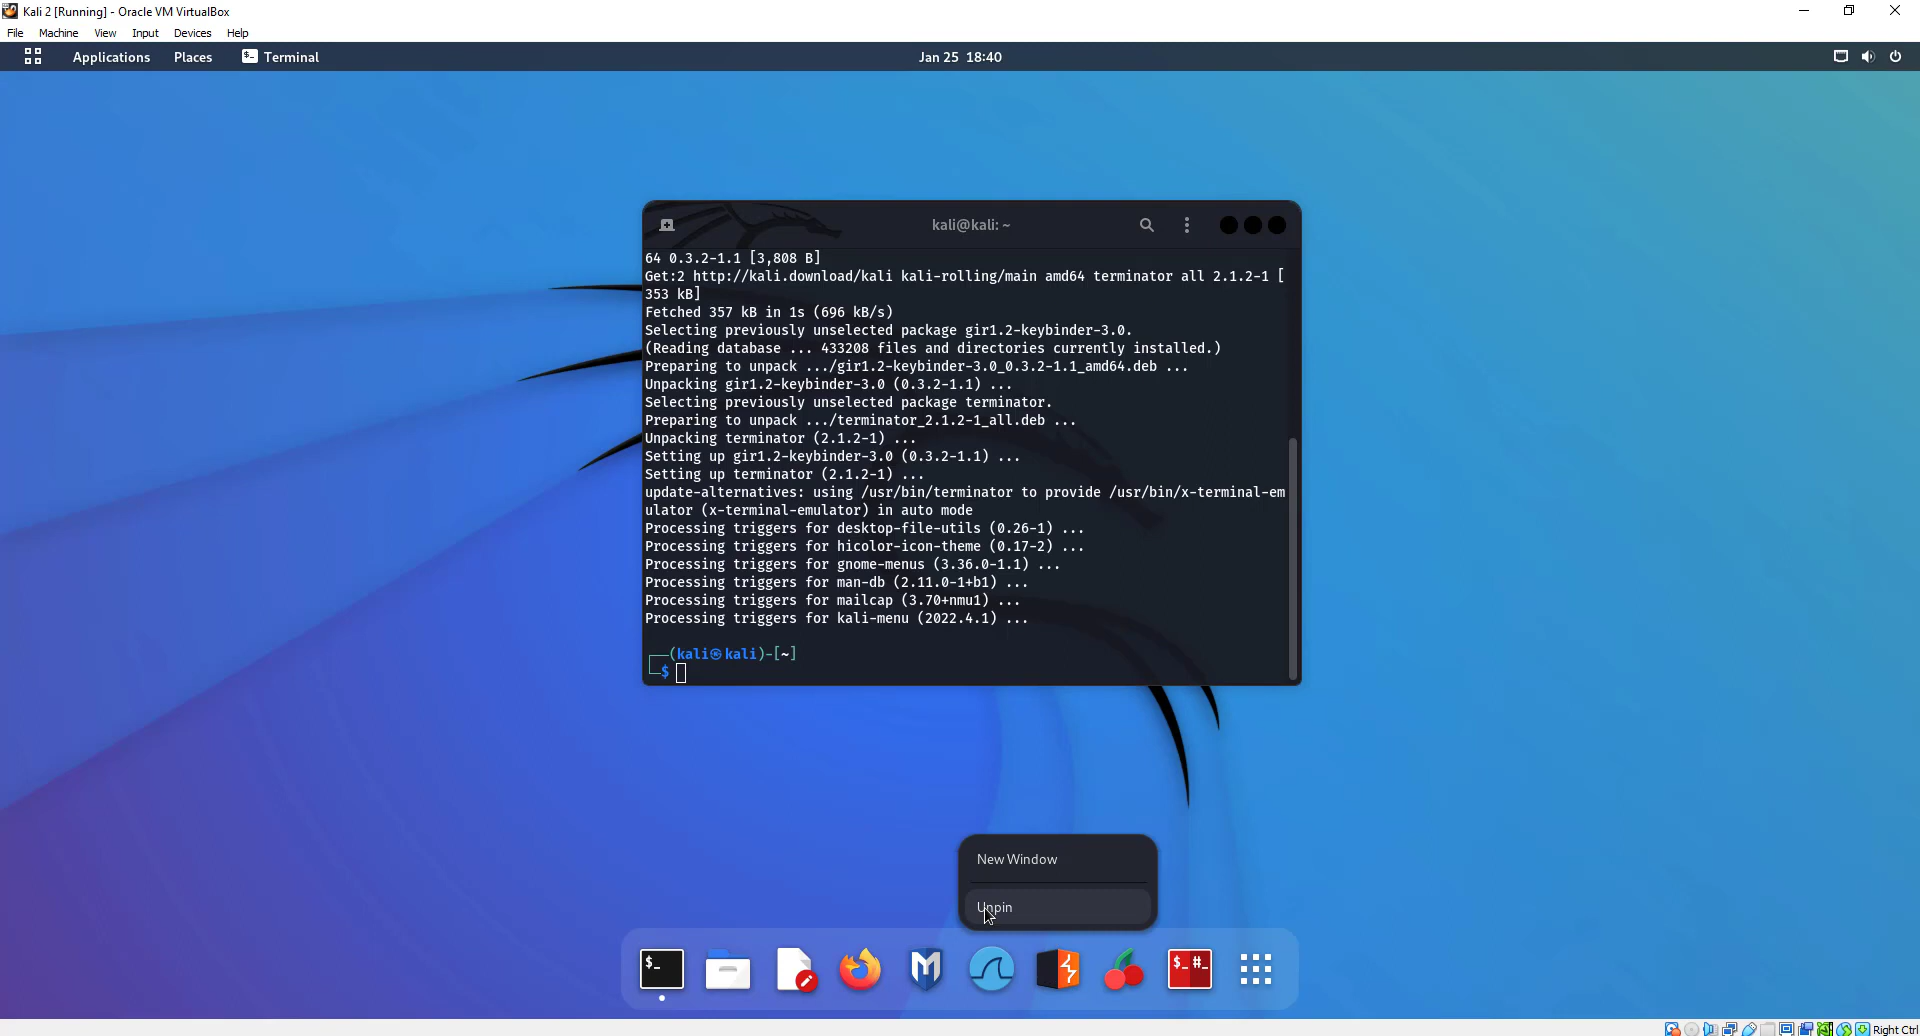 Kali 2 [Running] - Oracle VM VirtualBox
File Machine View Input Devices Help
Applications Places Terminal Jan 25 18:40
kali@kali: ~
64 0.3.2-1.1 [3,808 B]
Get:2 http://kali.download/kali kali-rolling/main amd64 terminator all 2.1.2-1 [
353 kB]
Fetched 357 kB in 1s (696 kB/s)
Selecting previously unselected package gir1.2-keybinder-3.0.
(Reading database ... 433208 files and directories currently installed.)
Preparing to unpack .../gir1.2-keybinder-3.0_0.3.2-1.1_amd64.deb ...
Unpacking gir1.2-keybinder-3.0 (0.3.2-1.1) ...
Selecting previously unselected package terminator.
Preparing to unpack .../terminator_2.1.2-1_all.deb ...
Unpacking terminator (2.1.2-1) ...
Setting up gir1.2-keybinder-3.0 (0.3.2-1.1) ...
Setting up terminator (2.1.2-1) ...
update-alternatives: using /usr/bin/terminator to provide /usr/bin/x-terminal-em
ulator (x-terminal-emulator) in auto mode
Processing triggers for desktop-file-utils (0.26-1) ...
Processing triggers for hicolor-icon-theme (0.17-2) ...
Processing triggers for gnome-menus (3.36.0-1.1) ...
Processing triggers for man-db (2.11.0-1+b1) ...
Processing triggers for mailcap (3.70+nmu1) ...
Processing triggers for kali-menu (2022.4.1) ...
┌──(kali㉿kali)-[~]
└─$
New Window
Unpin
$_ $_ #_
Right Ctrl